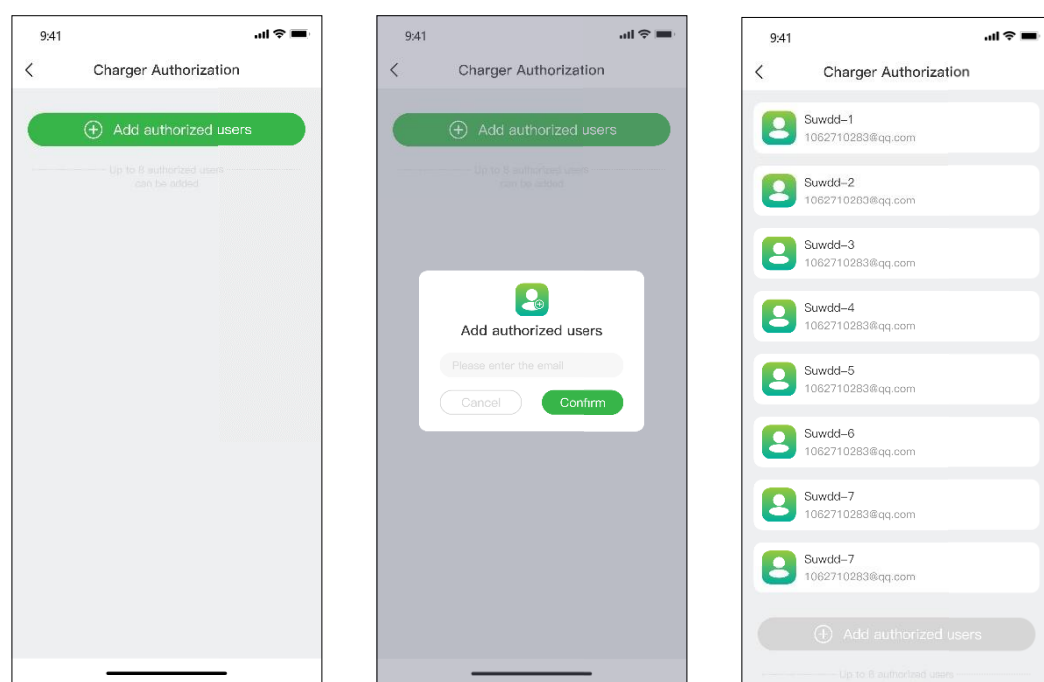 9:41
Charger Authorization
Add authorized users
Up to 8 authorized users
can be added
9:41
Charger Authorization
Add authorized users
Up to 8 authorized users
can be added
Add authorized users
Please enter the email
Cancel
Confirm
9:41
Charger Authorization
Suwdd-1
1062710283@qq.com
Suwdd-2
1062710283@qq.com
Suwdd-3
1062710283@qq.com
Suwdd-4
1062710283@qq.com
Suwdd-5
1062710283@qq.com
Suwdd-6
1062710283@qq.com
Suwdd-7
1062710283@qq.com
Suwdd-7
1062710283@qq.com
Add authorized users
Up to 8 authorized users